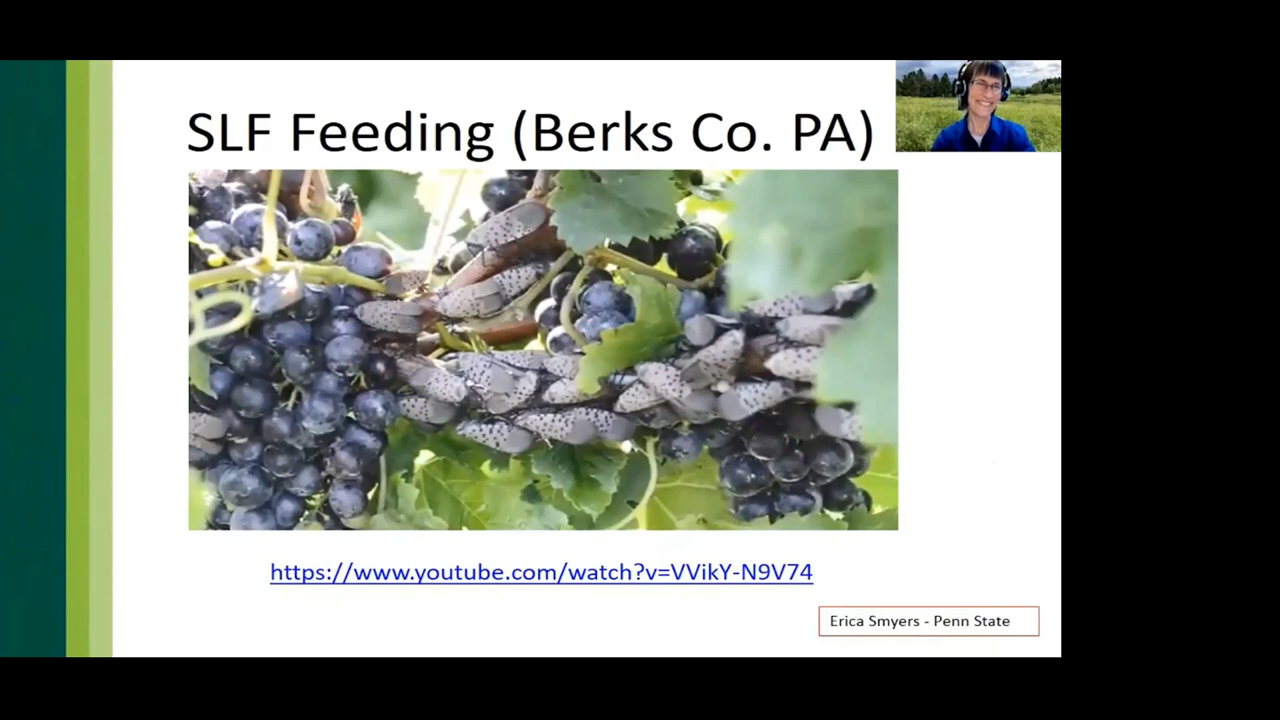 SLF Feeding (Berks Co. PA)
https://www.youtube.com/watch?v=VVikY-N9V74
Erica Smyers - Penn State